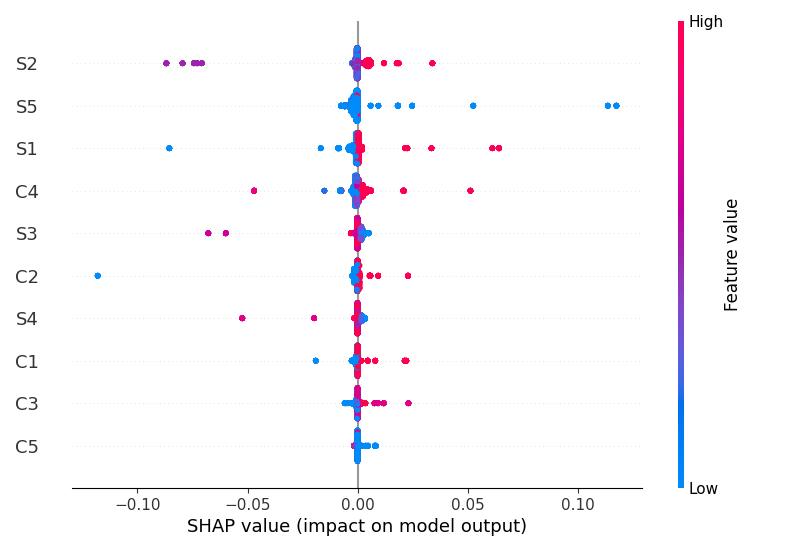 High
S2
S5
S1
C4
S3
C2
S4
C1
C3
C5
Feature value
Low
−0.10 −0.05 0.00 0.05 0.10
SHAP value (impact on model output)